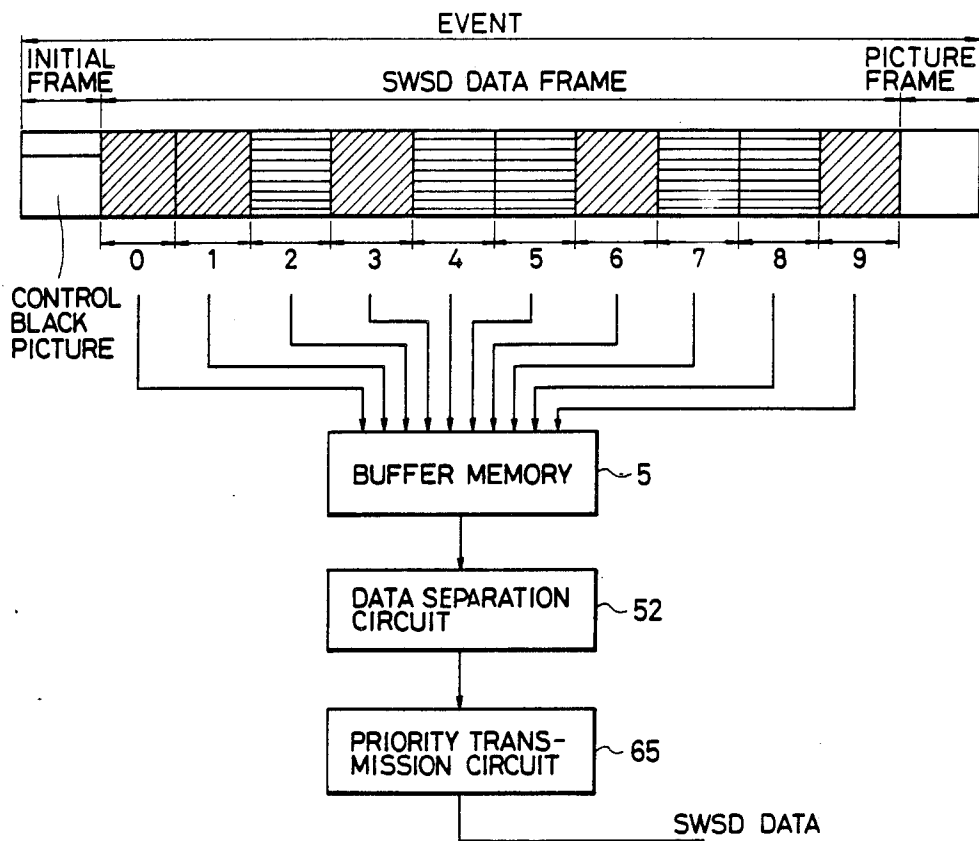 EVENT
INITIAL
FRAME
SWSD DATA FRAME
PICTURE
FRAME
0 1 2 3 4 5 6 7 8 9
CONTROL
BLACK
PICTURE
BUFFER MEMORY
5
DATA SEPARATION
CIRCUIT
52
PRIORITY TRANS-
MISSION CIRCUIT
65
SWSD DATA